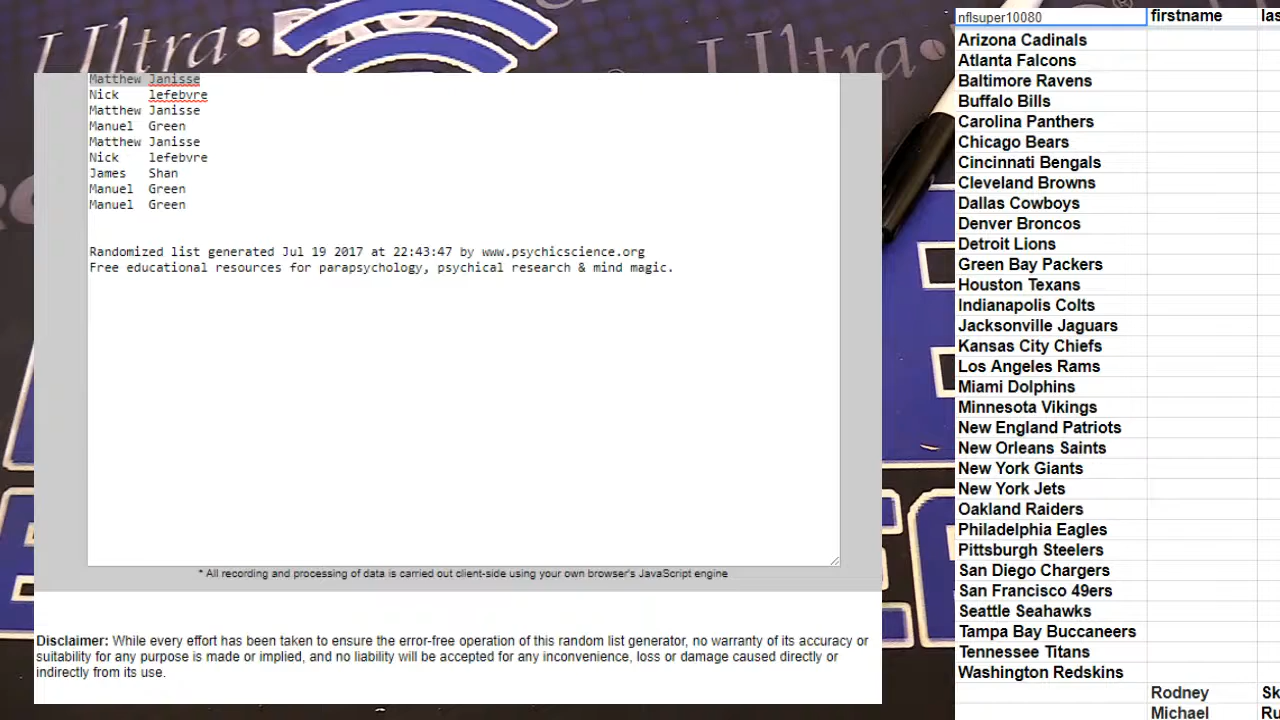 Ultra
Matthew Janisse
Nick lefebvre
Matthew Janisse
Manuel Green
Matthew Janisse
Nick lefebvre
James Shan
Manuel Green
Manuel Green
Randomized list generated Jul 19 2017 at 22:43:47 by www.psychicscience.org
Free educational resources for parapsychology, psychical research & mind magic.
* All recording and processing of data is carried out client-side using your own browser's JavaScript engine
Disclaimer: While every effort has been taken to ensure the error-free operation of this random list generator, no warranty of its accuracy or
suitability for any purpose is made or implied, and no liability will be accepted for any inconvenience, loss or damage caused directly or
indirectly from its use.
nflsuper10080 firstname las
Arizona Cadinals
Atlanta Falcons
Baltimore Ravens
Buffalo Bills
Carolina Panthers
Chicago Bears
Cincinnati Bengals
Cleveland Browns
Dallas Cowboys
Denver Broncos
Detroit Lions
Green Bay Packers
Houston Texans
Indianapolis Colts
Jacksonville Jaguars
Kansas City Chiefs
Los Angeles Rams
Miami Dolphins
Minnesota Vikings
New England Patriots
New Orleans Saints
New York Giants
New York Jets
Oakland Raiders
Philadelphia Eagles
Pittsburgh Steelers
San Diego Chargers
San Francisco 49ers
Seattle Seahawks
Tampa Bay Buccaneers
Tennessee Titans
Washington Redskins
Rodney Sk
Michael Ru